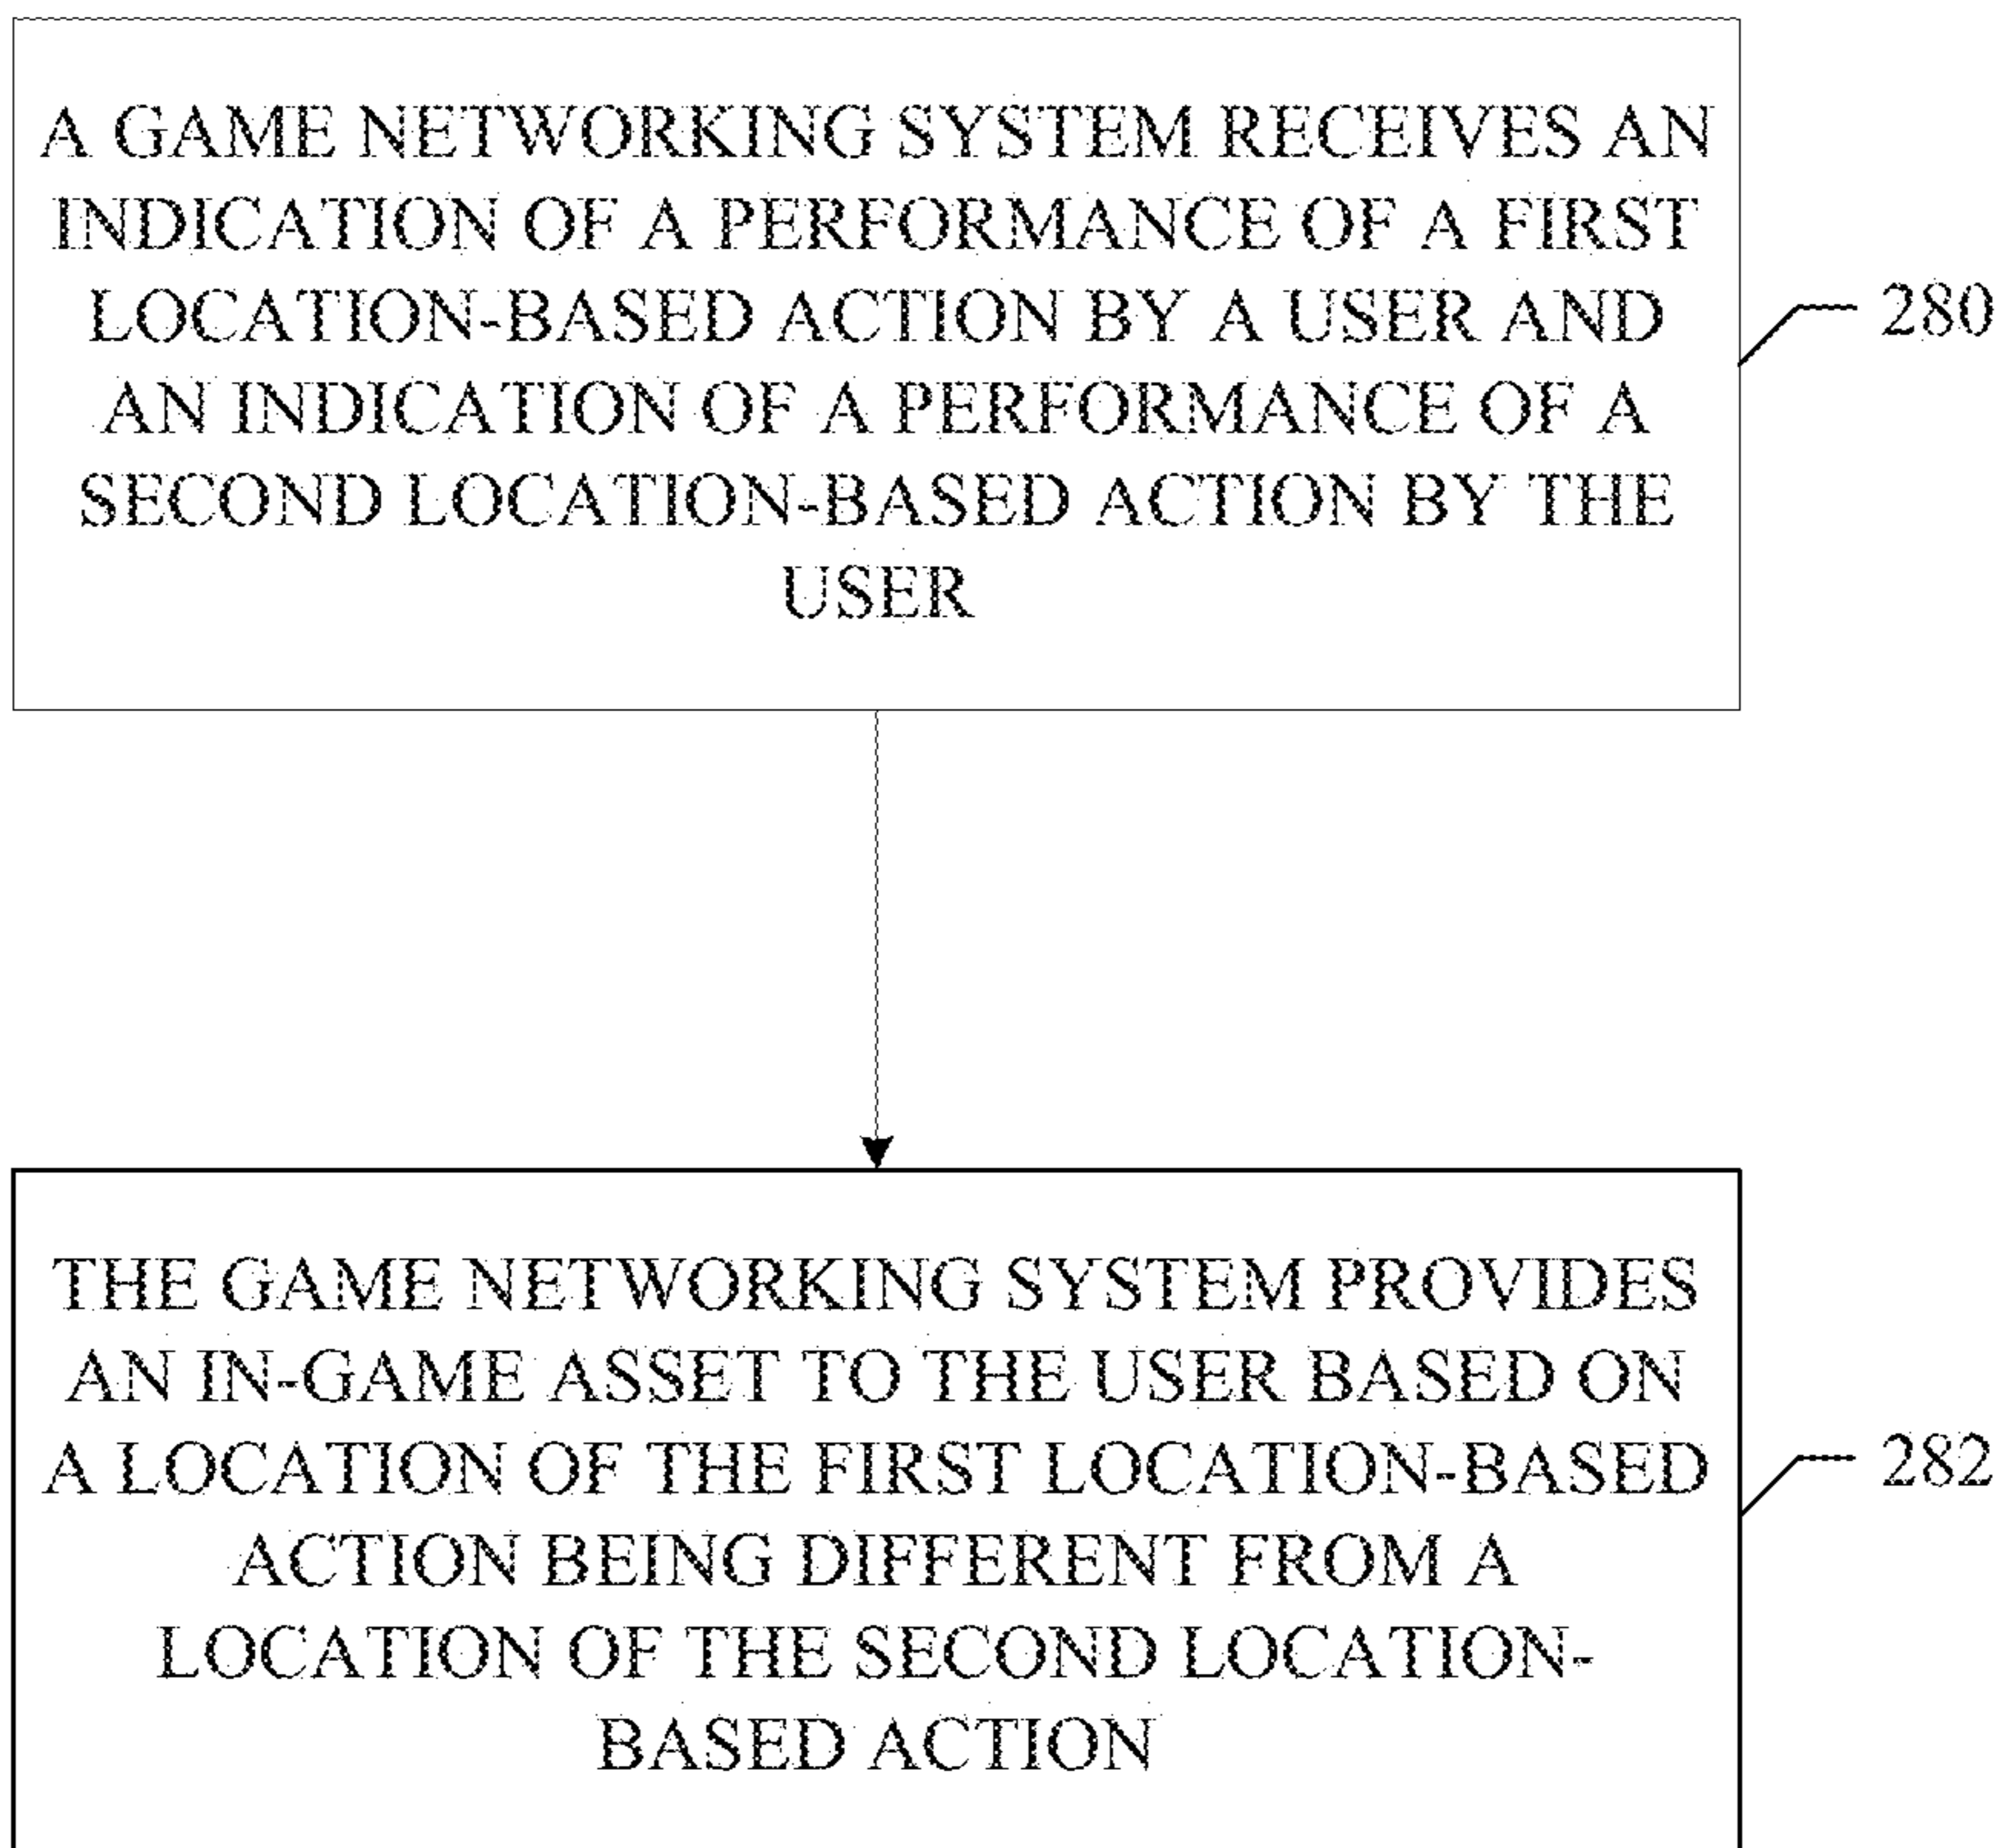 A GAME NETWORKING SYSTEM RECEIVES AN
INDICATION OF A PERFORMANCE OF A FIRST
LOCATION-BASED ACTION BY A USER AND
AN INDICATION OF A PERFORMANCE OF A
SECOND LOCATION-BASED ACTION BY THE
USER
280
THE GAME NETWORKING SYSTEM PROVIDES
AN IN-GAME ASSET TO THE USER BASED ON
A LOCATION OF THE FIRST LOCATION-BASED
ACTION BEING DIFFERENT FROM A
LOCATION OF THE SECOND LOCATION-
BASED ACTION
282